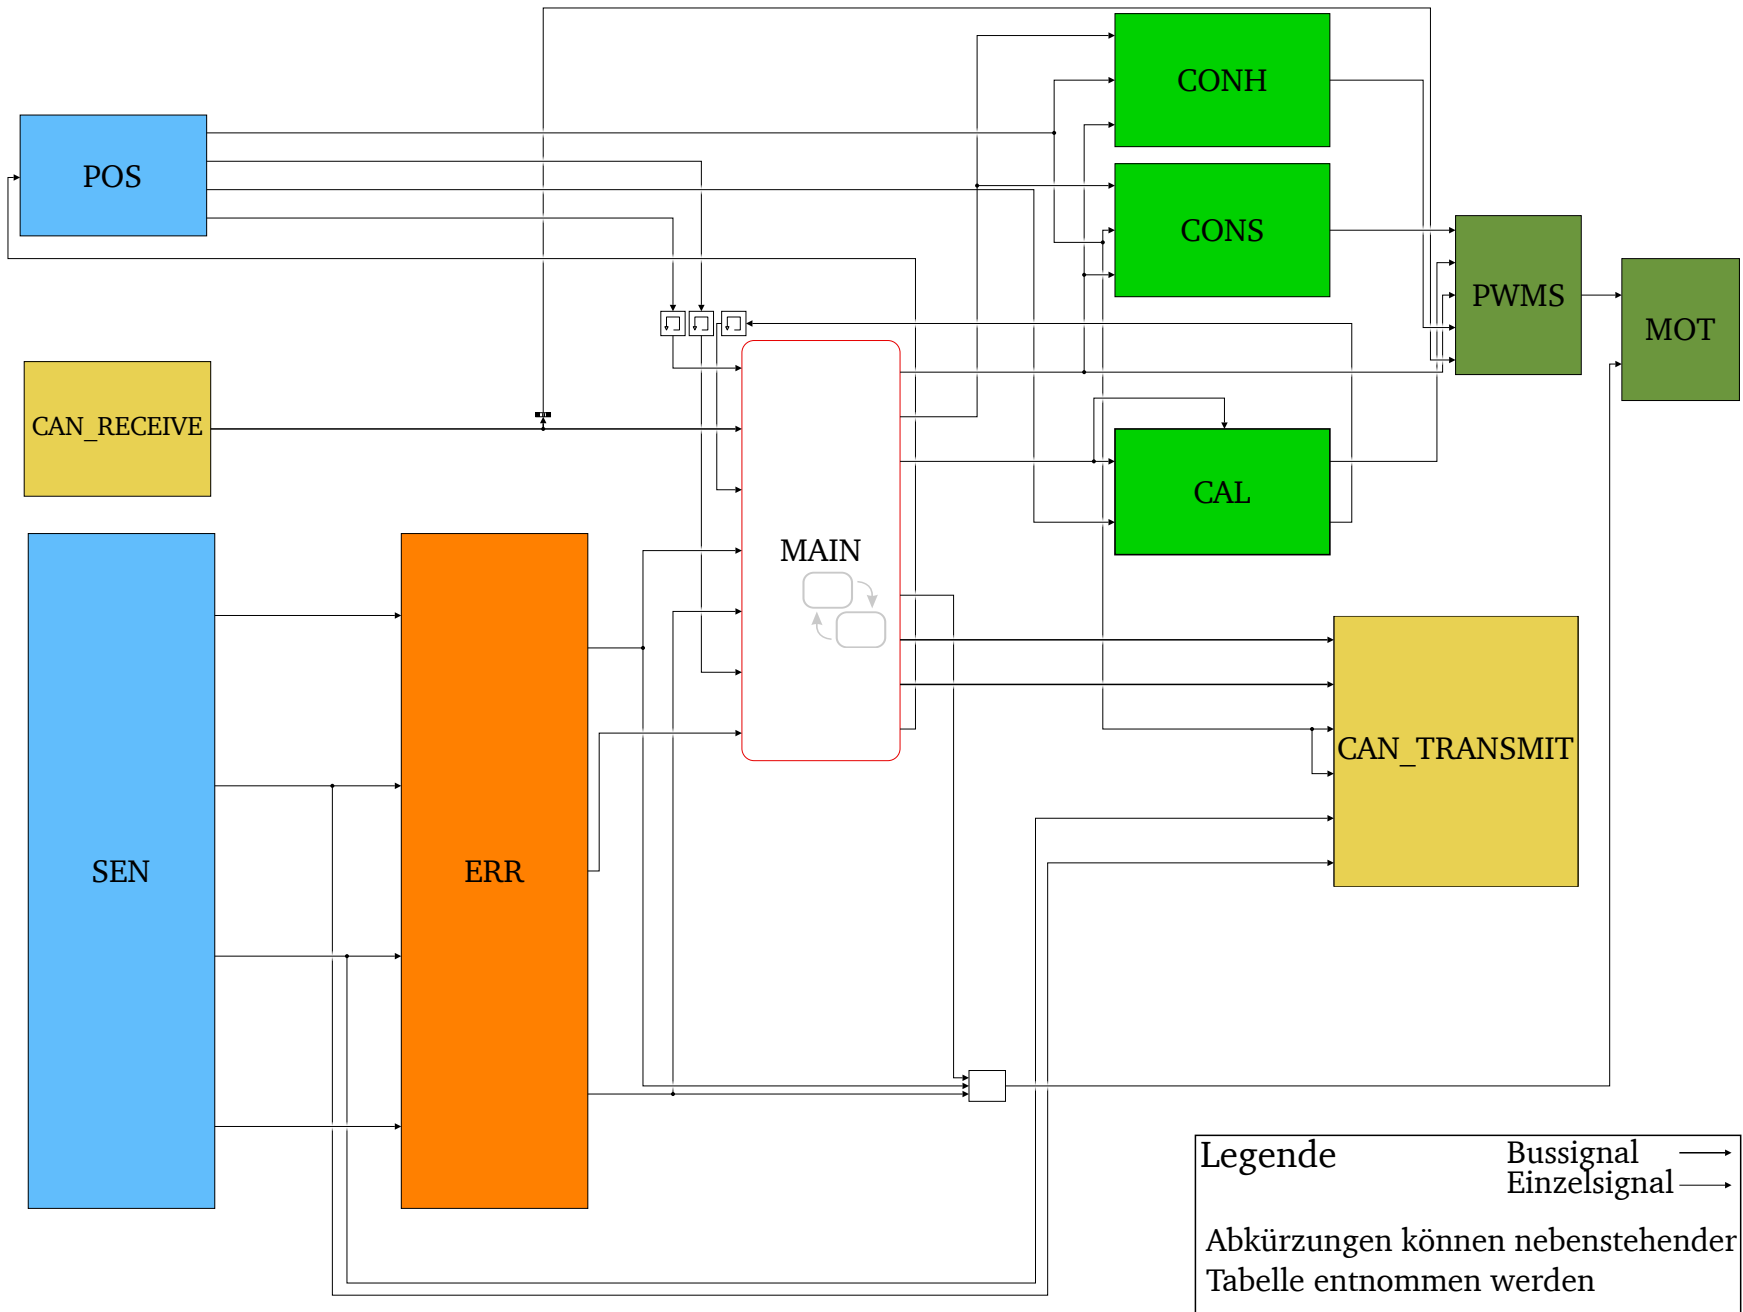 CONH
POS
CONS
PWMS
MOT
CAN_RECEIVE
CAL
MAIN
CAN_TRANSMIT
SEN
ERR
Legende
Bussignal
Einzelsignal
Abkürzungen können nebenstehender
Tabelle entnommen werden